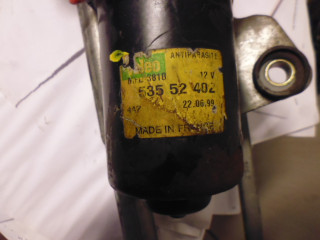 ANTIPARASITE
12 V
535 52 402
22.06.99
MADE IN FRANCE